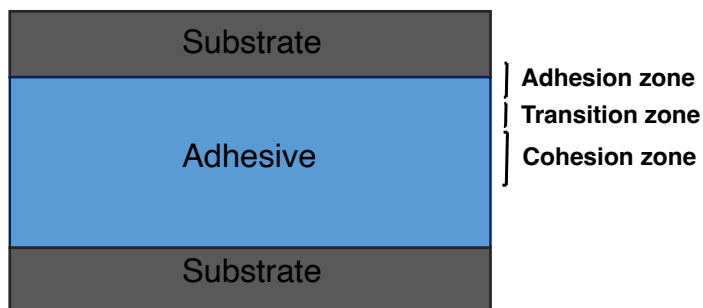 Substrate
Adhesion zone
Transition zone
Adhesive
Cohesion zone
Substrate